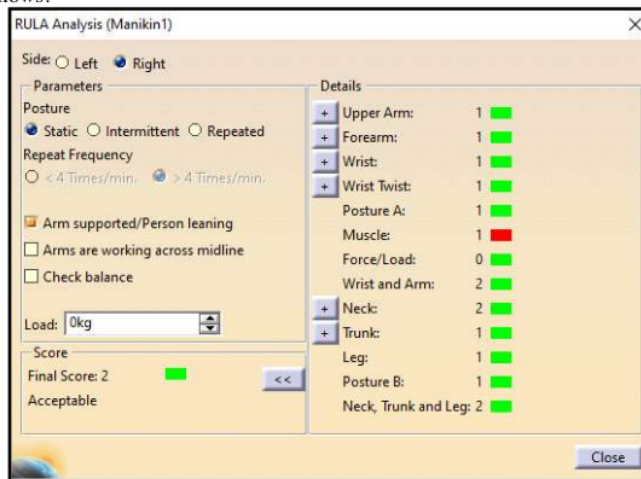 RULA Analysis (Manikin1)
Side: Left Right
Parameters
Posture
Static Intermittent Repeated
Repeat Frequency
< 4 Times/min. > 4 Times/min.
Arm supported/Person leaning
Arms are working across midline
Check balance
Load: 0kg
Score
Final Score: 2
<<
Acceptable
Details
+ Upper Arm: 1
+ Forearm: 1
+ Wrist: 1
+ Wrist Twist: 1
Posture A: 1
Muscle: 1
Force/Load: 0
Wrist and Arm: 2
+ Neck: 2
+ Trunk: 1
Leg: 1
Posture B: 1
Neck, Trunk and Leg: 2
Close